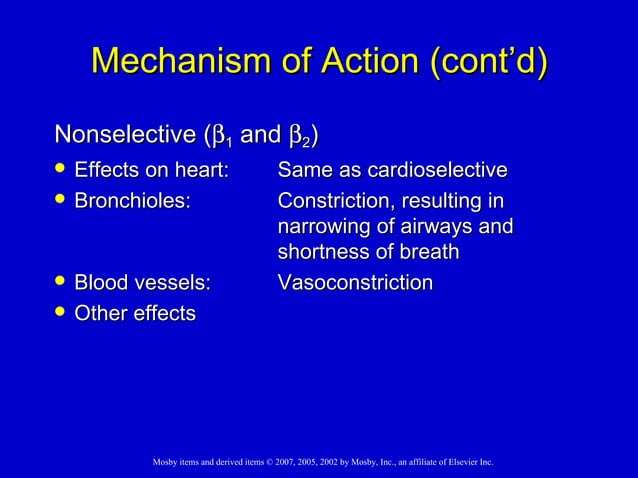 Mechanism of Action (cont’d)
Nonselective (β₁ and β₂)
• Effects on heart: Same as cardioselective
• Bronchioles: Constriction, resulting in
narrowing of airways and
shortness of breath
• Blood vessels: Vasoconstriction
• Other effects
Mosby items and derived items © 2007, 2005, 2002 by Mosby, Inc., an affiliate of Elsevier Inc.